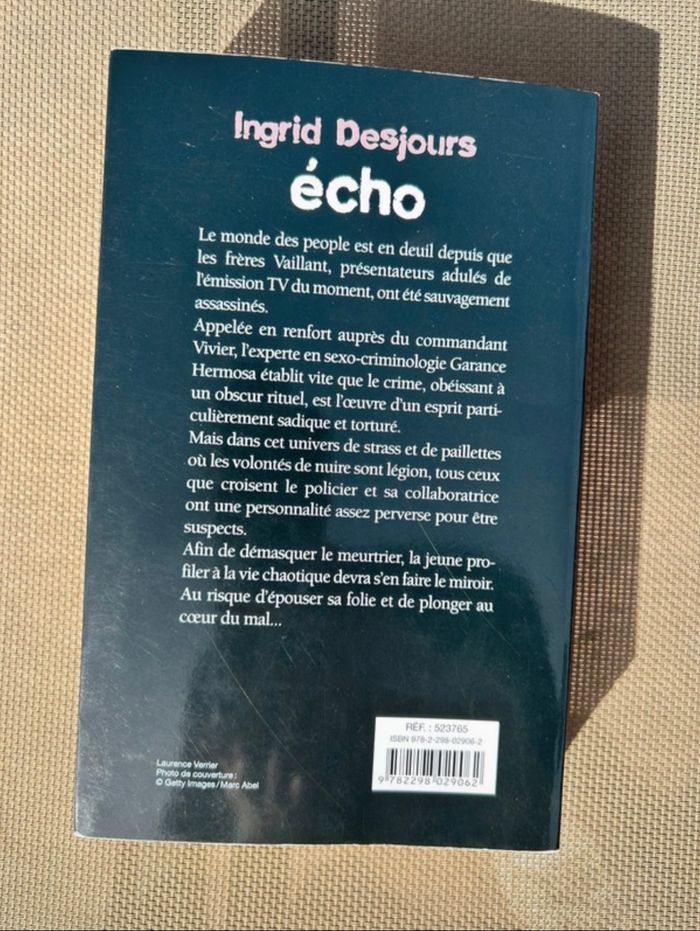 Ingrid Desjours
écho
Le monde des people est en deuil depuis que
les frères Vaillant, présentateurs adulés de
l'émission TV du moment, ont été sauvagement
assassinés.
Appelée en renfort auprès du commandant
Vivier, l'experte en sexo-criminologie Garance
Hermosa établit vite que le crime, obéissant à
un obscur rituel, est l'œuvre d'un esprit parti-
culièrement sadique et torturé.
Mais dans cet univers de strass et de paillettes
où les volontés de nuire sont légion, tous ceux
que croisent le policier et sa collaboratrice
ont une personnalité assez perverse pour être
suspects.
Afin de démasquer le meurtrier, la jeune pro-
filer à la vie chaotique devra s'en faire le miroir.
Au risque d'épouser sa folie et de plonger au
cœur du mal...
RÉF. : 523765
ISBN 978-2-298-02906-2
9 782298 029062
Laurence Verrier
Photo de couverture :
© Getty Images / Marc Abel